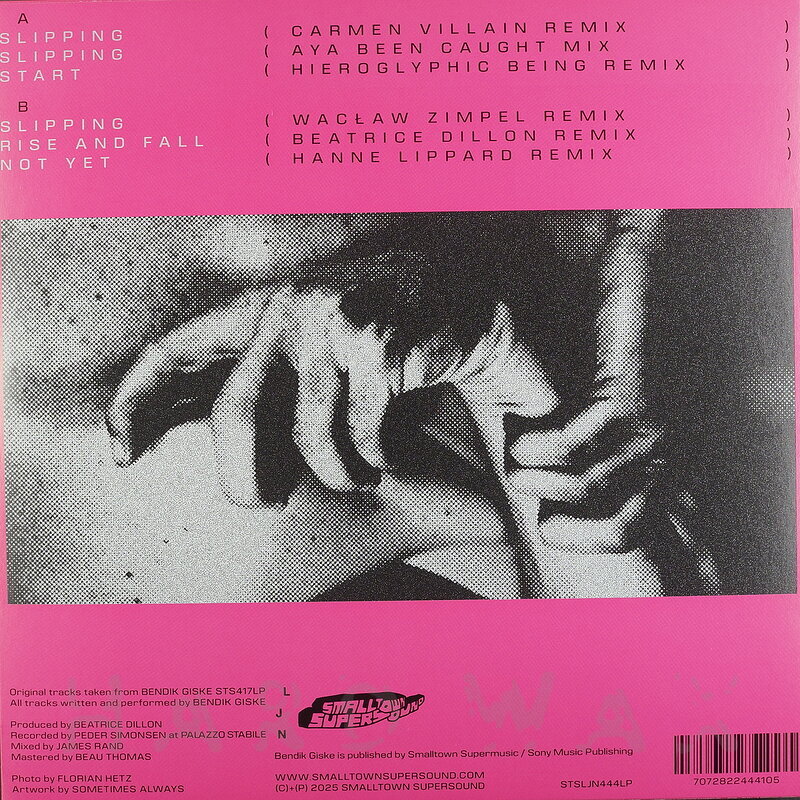 A
SLIPPING ( CARMEN VILLAIN REMIX )
SLIPPING ( AYA BEEN CAUGHT MIX )
START ( HIEROGLYPHIC BEING REMIX )
B
SLIPPING ( WACŁAW ZIMPEL REMIX )
RISE AND FALL ( BEATRICE DILLON REMIX )
NOT YET ( HANNE LIPPARD REMIX )
Original tracks taken from BENDIK GISKE STS417LP
All tracks written and performed by BENDIK GISKE
Produced by BEATRICE DILLON
Recorded by PEDER SIMONSEN at PALAZZO STABILE
Mixed by JAMES RAND
Mastered by BEAU THOMAS
Photo by FLORIAN HETZ
Artwork by SOMETIMES ALWAYS
L
J
N
SMALLTOWN
SUPERSOUND
Bendik Giske is published by Smalltown Supermusic / Sony Music Publishing
WWW.SMALLTOWNSUPERSOUND.COM
(C)+(P) 2025 SMALLTOWN SUPERSOUND
STSLJN444LP
7072822444105